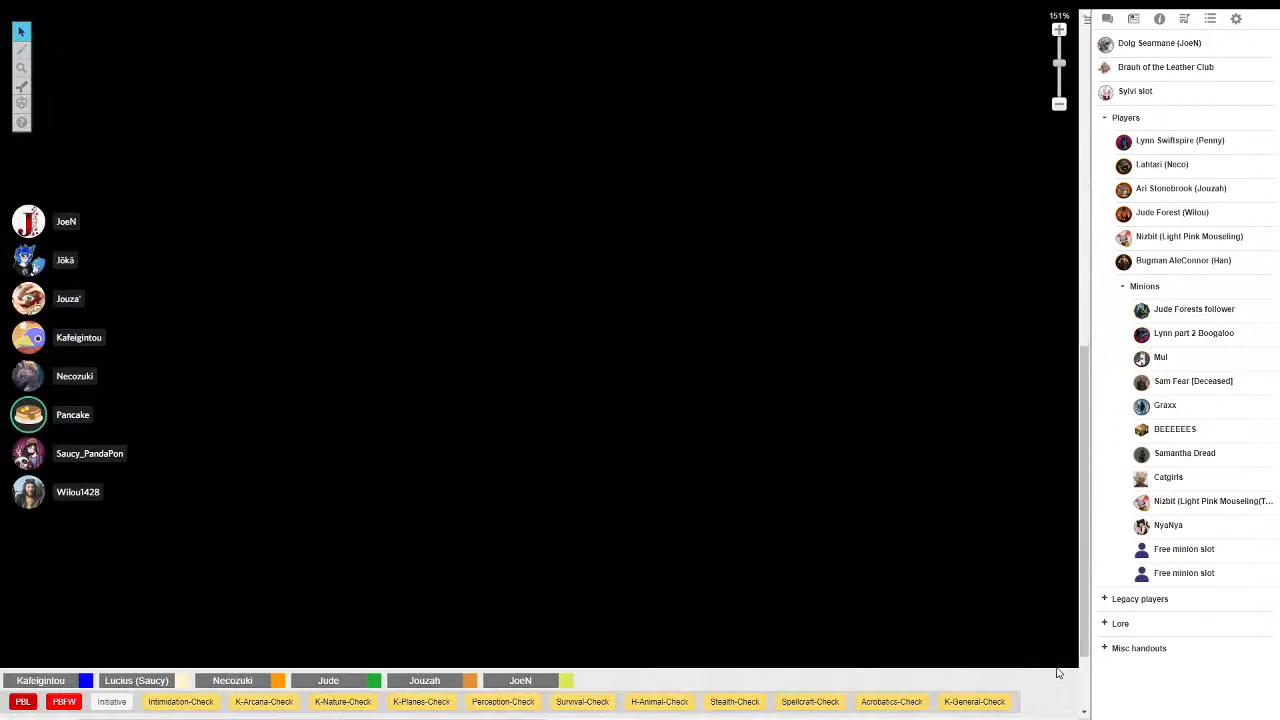 151%
Dolg Searmane (JoeN)
Brauh of the Leather Club
Sylvi slot
Players
Lynn Swiftspire (Penny)
Lahtari (Neco)
Ari Stonebrook (Jouzah)
Jude Forest (Wilou)
Nizbit (Light Pink Mouseling)
Bugman AleConnor (Han)
Minions
Jude Forests follower
Lynn part 2 Boogaloo
Mul
Sam Fear [Deceased]
Graxx
BEEEEEES
Samantha Dread
Catgirls
Nizbit (Light Pink Mouseling(T...
NyaNya
Free minion slot
Free minion slot
Legacy players
Lore
Misc handouts
JoeN
Jōkā
Jouza'
Kafeigintou
Necozuki
Pancake
Saucy_PandaPon
Wilou1428
Kafeigintou Lucius (Saucy) Necozuki Jude Jouzah JoeN
PBL PBFW Initiative Intimidation-Check K-Arcana-Check K-Nature-Check K-Planes-Check Perception-Check Survival-Check H-Animal-Check Stealth-Check Spellcraft-Check Acrobatics-Check K-General-Check